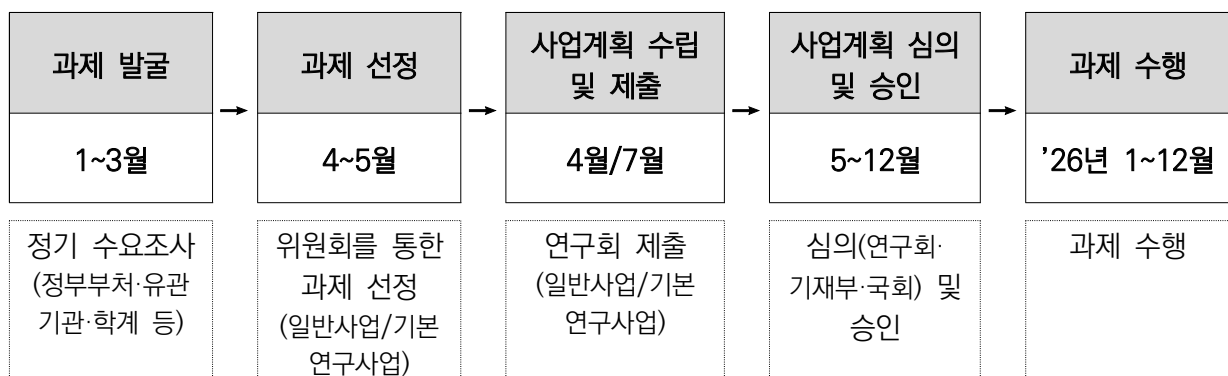 과제 발굴
1~3월
정기 수요조사
(정부부처·유관
기관·학계 등)
→
과제 선정
4~5월
위원회를 통한
과제 선정
(일반사업/기본
연구사업)
→
사업계획 수립
및 제출
4월/7월
연구회 제출
(일반사업/기본
연구사업)
→
사업계획 심의
및 승인
5~12월
심의(연구회·
기재부·국회) 및
승인
→
과제 수행
’26년 1~12월
과제 수행